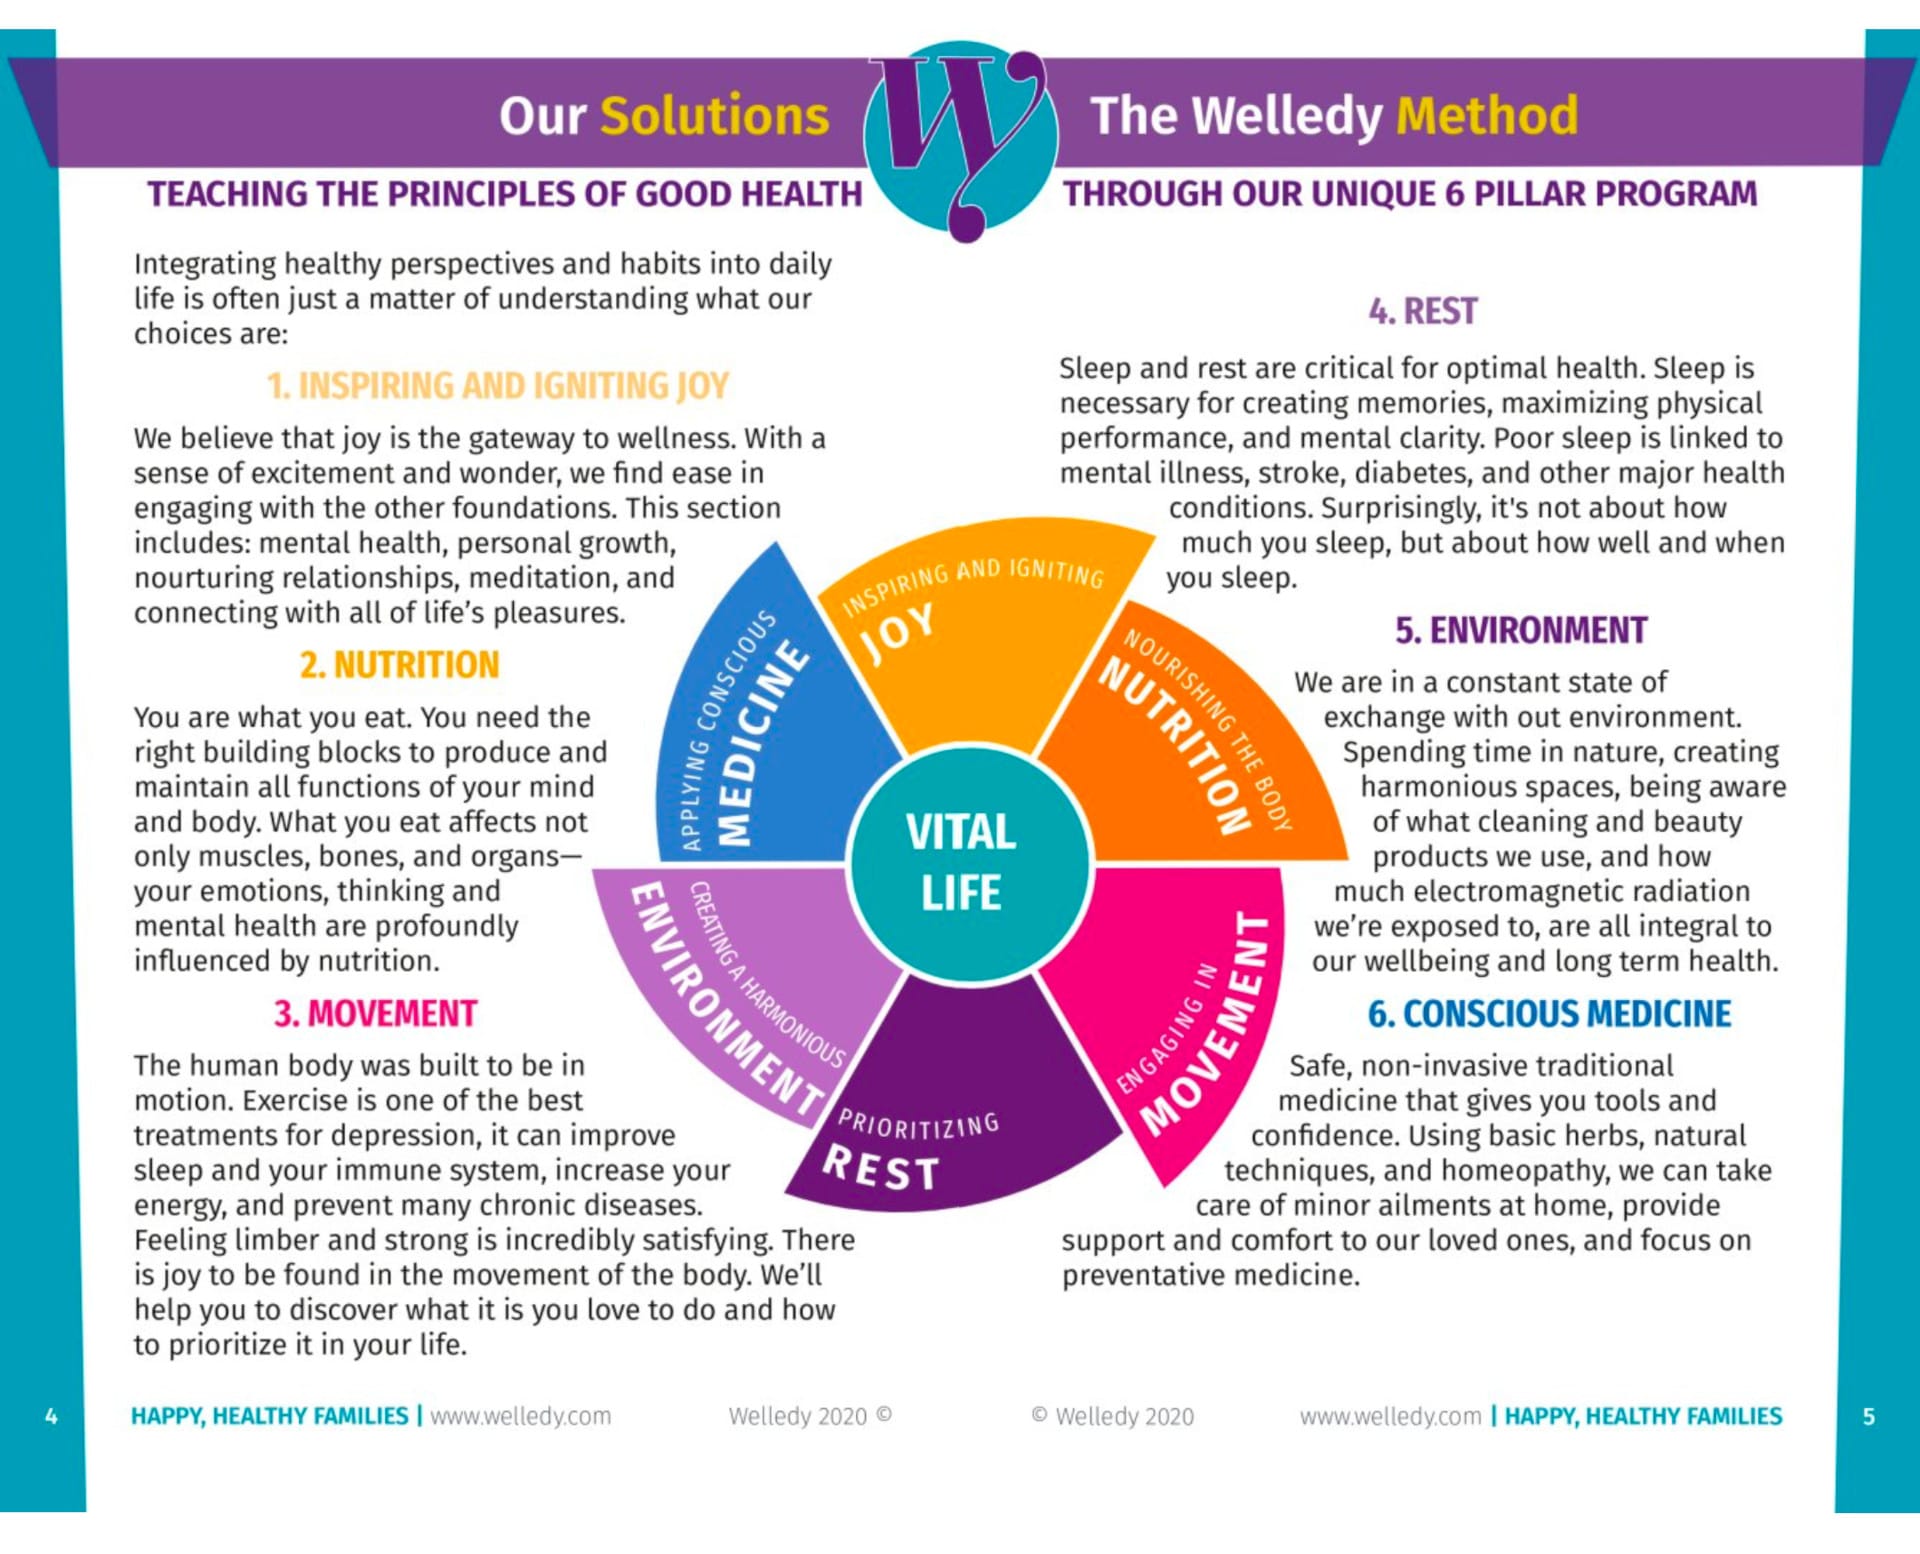 Our Solutions
The Welledy Method
W
TEACHING THE PRINCIPLES OF GOOD HEALTH
THROUGH OUR UNIQUE 6 PILLAR PROGRAM
Integrating healthy perspectives and habits into daily
life is often just a matter of understanding what our
choices are:
1. INSPIRING AND IGNITING JOY
We believe that joy is the gateway to wellness. With a
sense of excitement and wonder, we find ease in
engaging with the other foundations. This section
includes: mental health, personal growth,
nourturing relationships, meditation, and
connecting with all of life’s pleasures.
2. NUTRITION
You are what you eat. You need the
right building blocks to produce and
maintain all functions of your mind
and body. What you eat affects not
only muscles, bones, and organs—
your emotions, thinking and
mental health are profoundly
influenced by nutrition.
3. MOVEMENT
The human body was built to be in
motion. Exercise is one of the best
treatments for depression, it can improve
sleep and your immune system, increase your
energy, and prevent many chronic diseases.
Feeling limber and strong is incredibly satisfying. There
is joy to be found in the movement of the body. We’ll
help you to discover what it is you love to do and how
to prioritize it in your life.
INSPIRING AND IGNITING
JOY
NOURISHING THE BODY
NUTRITION
ENGAGING IN
MOVEMENT
PRIORITIZING
REST
CREATING A HARMONIOUS
ENVIRONMENT
APPLYING CONSCIOUS
MEDICINE
VITAL
LIFE
4. REST
Sleep and rest are critical for optimal health. Sleep is
necessary for creating memories, maximizing physical
performance, and mental clarity. Poor sleep is linked to
mental illness, stroke, diabetes, and other major health
conditions. Surprisingly, it's not about how
much you sleep, but about how well and when
you sleep.
5. ENVIRONMENT
We are in a constant state of
exchange with out environment.
Spending time in nature, creating
harmonious spaces, being aware
of what cleaning and beauty
products we use, and how
much electromagnetic radiation
we’re exposed to, are all integral to
our wellbeing and long term health.
6. CONSCIOUS MEDICINE
Safe, non-invasive traditional
medicine that gives you tools and
confidence. Using basic herbs, natural
techniques, and homeopathy, we can take
care of minor ailments at home, provide
support and comfort to our loved ones, and focus on
preventative medicine.
4
HAPPY, HEALTHY FAMILIES | www.welledy.com
Welledy 2020 ©
© Welledy 2020
www.welledy.com | HAPPY, HEALTHY FAMILIES
5